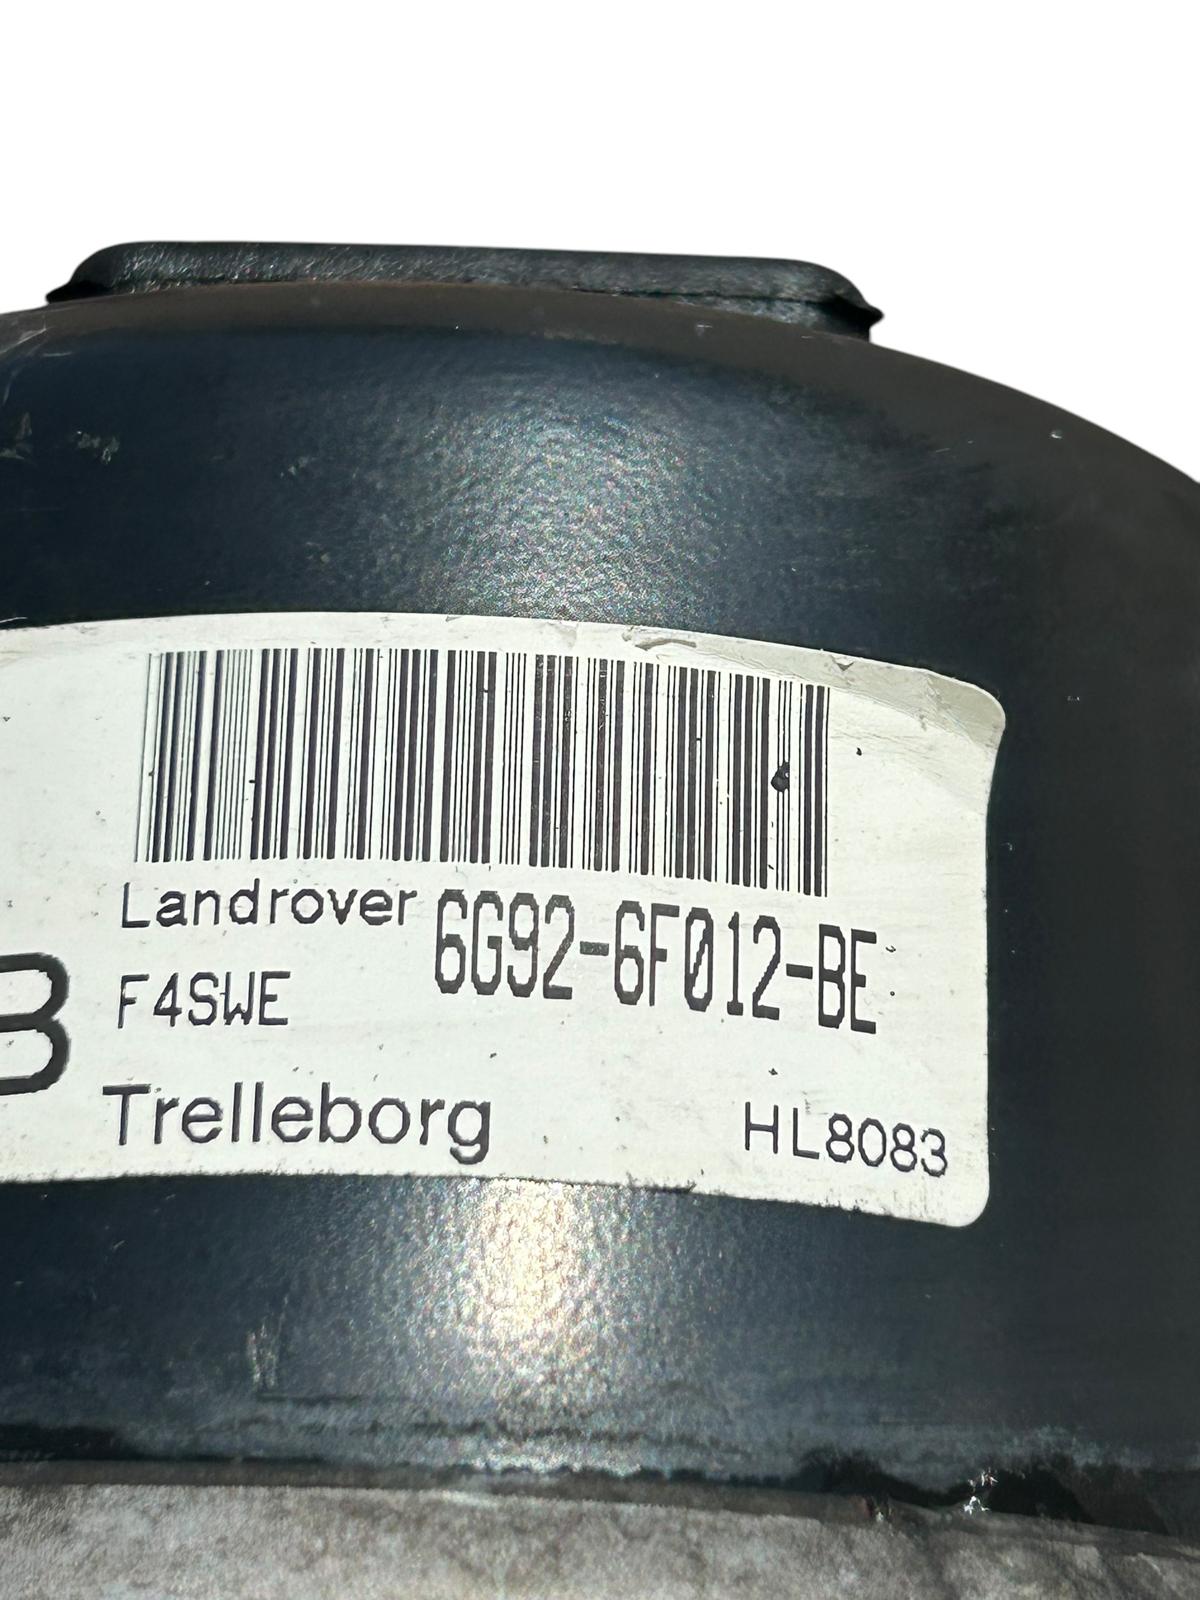 Landrover 6G92-6F012-BE
F4SWE
B
Trelleborg HL8083